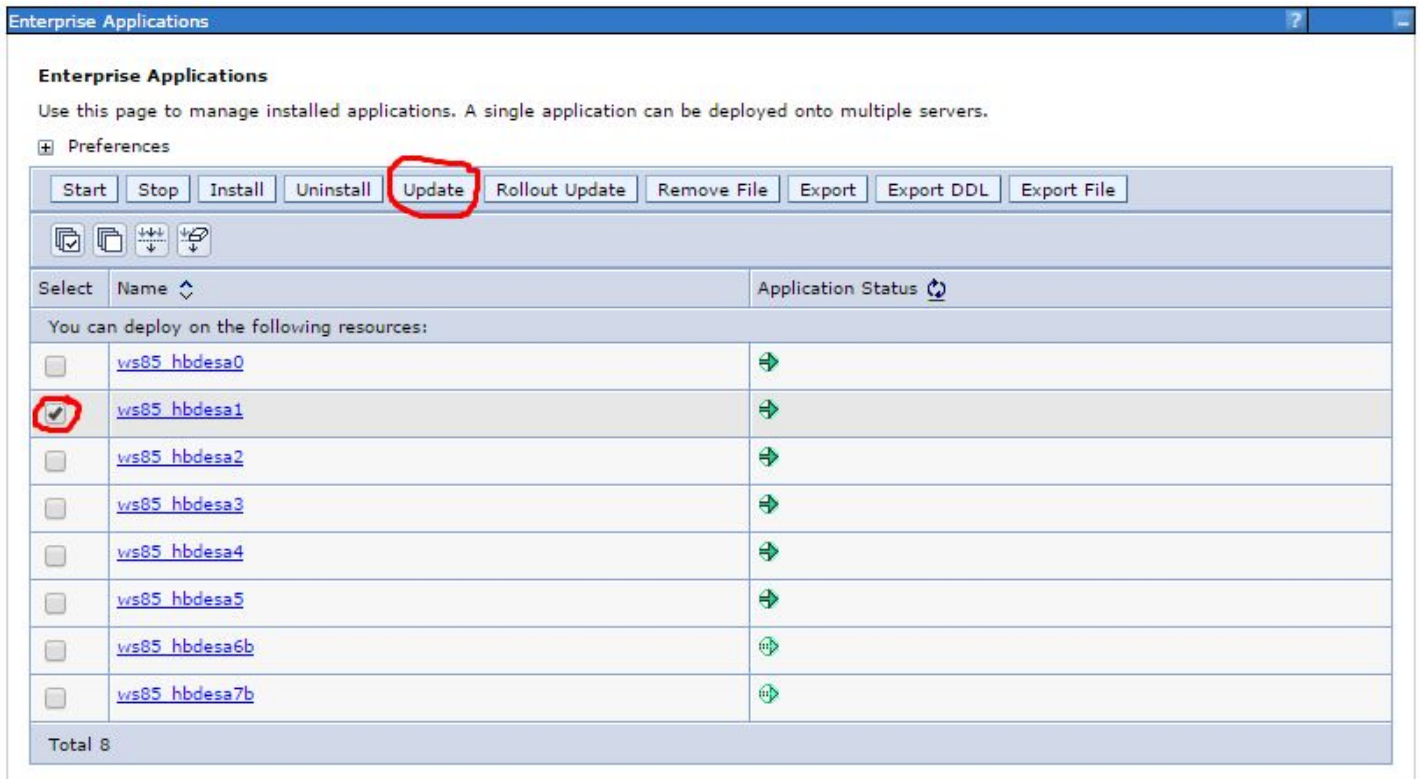 Enterprise Applications ? –
Enterprise Applications
Use this page to manage installed applications. A single application can be deployed onto multiple servers.
Preferences
Start Stop Install Uninstall Update Rollout Update Remove File Export Export DDL Export File
Select Name Application Status
You can deploy on the following resources:
ws85_hbdesa0
ws85_hbdesa1
ws85_hbdesa2
ws85_hbdesa3
ws85_hbdesa4
ws85_hbdesa5
ws85_hbdesa6b
ws85_hbdesa7b
Total 8